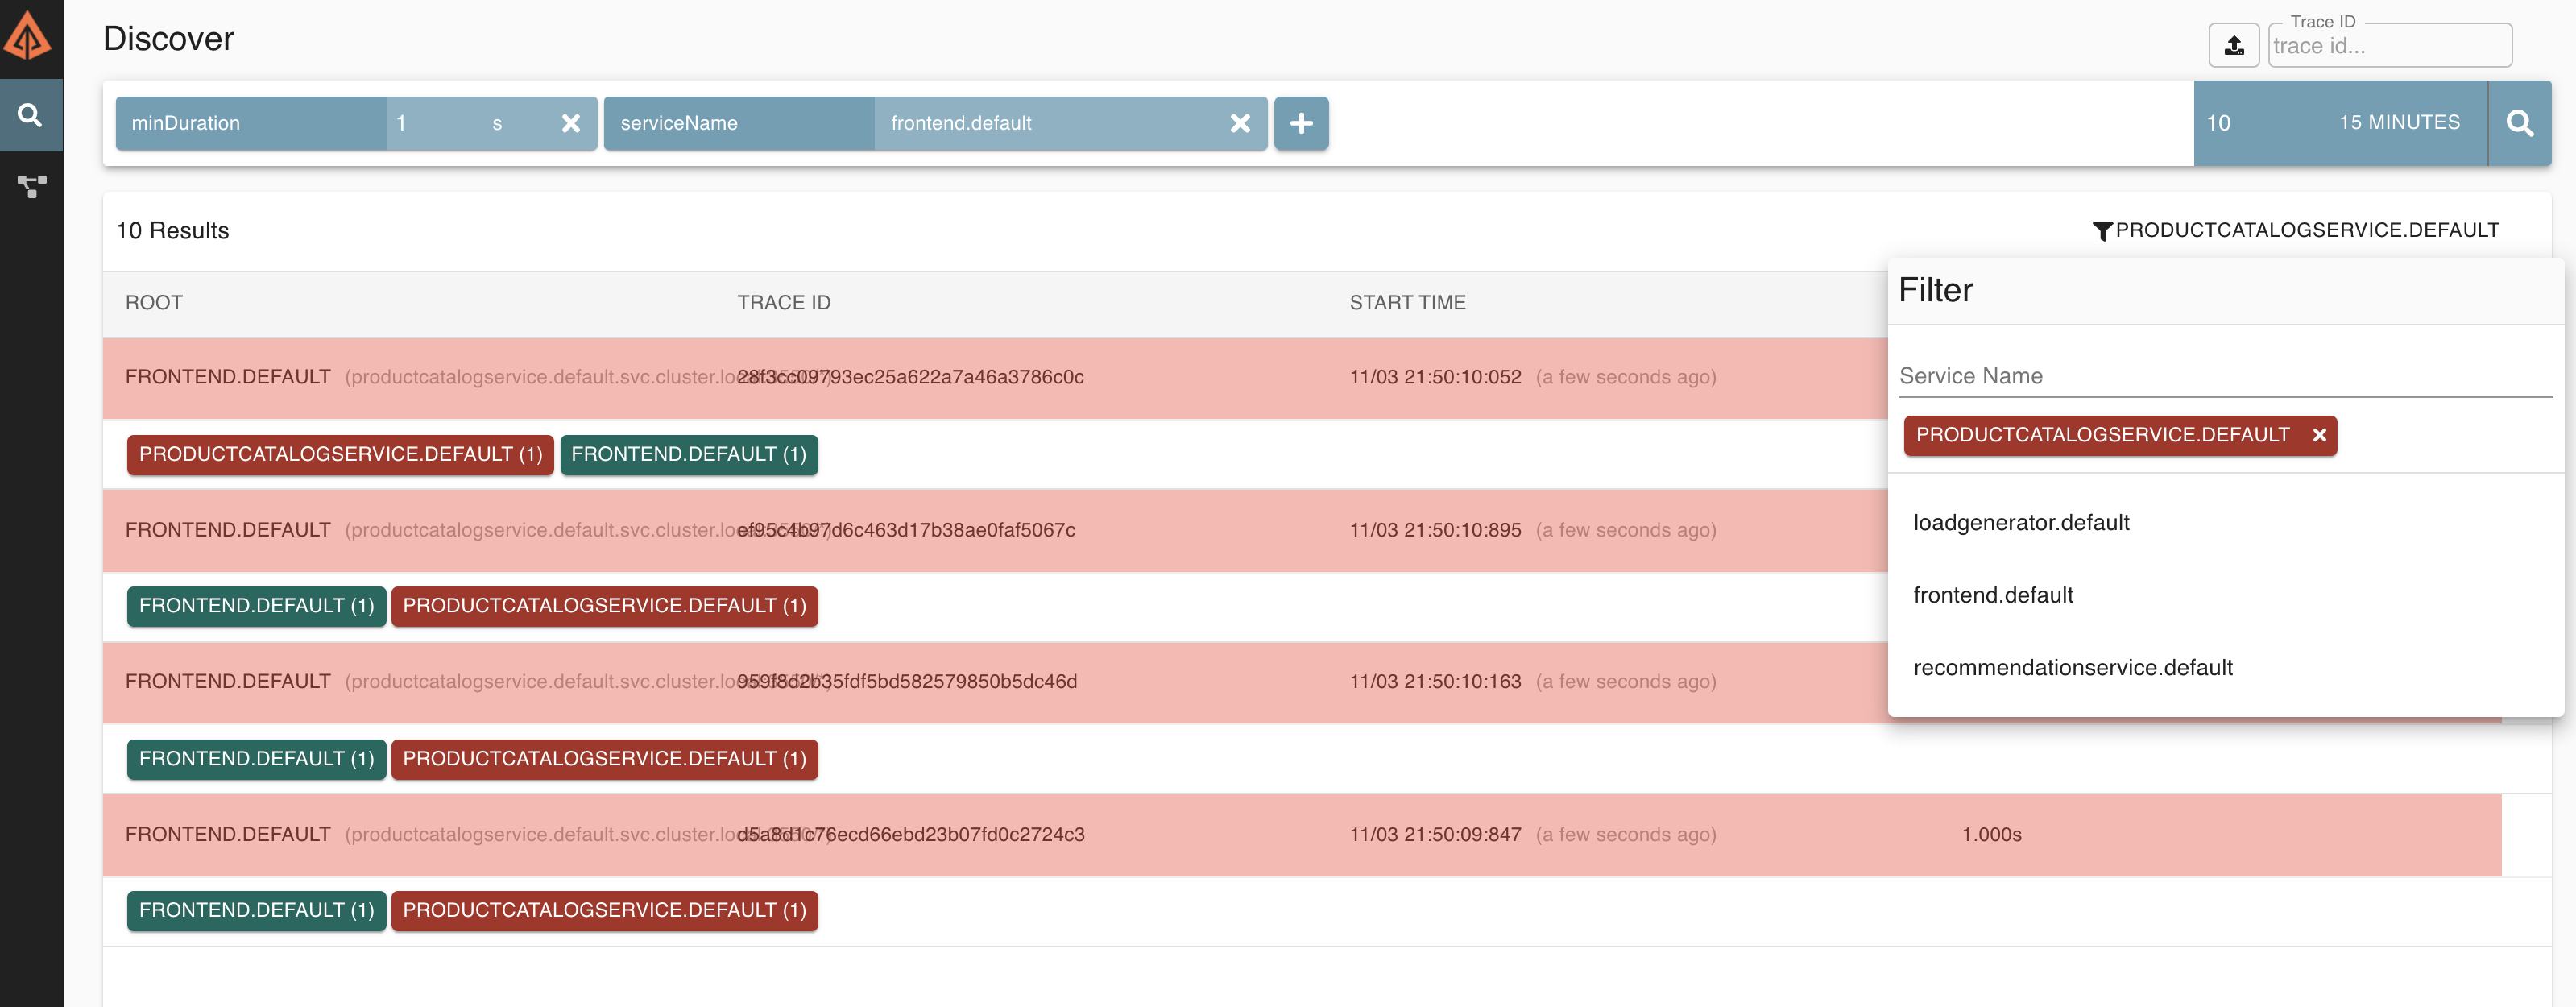 Discover
Trace ID
trace id...
minDuration 1 s serviceName frontend.default 10 15 MINUTES
10 Results PRODUCTCATALOGSERVICE.DEFAULT
ROOT TRACE ID START TIME
FRONTEND.DEFAULT (productcatalogservice.default.svc.cluster.lo 28f3cc09793ec25a622a7a46a3786c0c 11/03 21:50:10:052 (a few seconds ago)
PRODUCTCATALOGSERVICE.DEFAULT (1) FRONTEND.DEFAULT (1)
FRONTEND.DEFAULT (productcatalogservice.default.svc.cluster.lo ef95c4b97d6c463d17b38ae0faf5067c 11/03 21:50:10:895 (a few seconds ago)
FRONTEND.DEFAULT (1) PRODUCTCATALOGSERVICE.DEFAULT (1)
FRONTEND.DEFAULT (productcatalogservice.default.svc.cluster.lo 959f8d2b35fdf5bd582579850b5dc46d 11/03 21:50:10:163 (a few seconds ago)
FRONTEND.DEFAULT (1) PRODUCTCATALOGSERVICE.DEFAULT (1)
FRONTEND.DEFAULT (productcatalogservice.default.svc.cluster.lo 11/03 21:50:09:847 (a few seconds ago) 1.000s
FRONTEND.DEFAULT (1) PRODUCTCATALOGSERVICE.DEFAULT (1)
Filter
Service Name
PRODUCTCATALOGSERVICE.DEFAULT
loadgenerator.default
frontend.default
recommendationservice.default